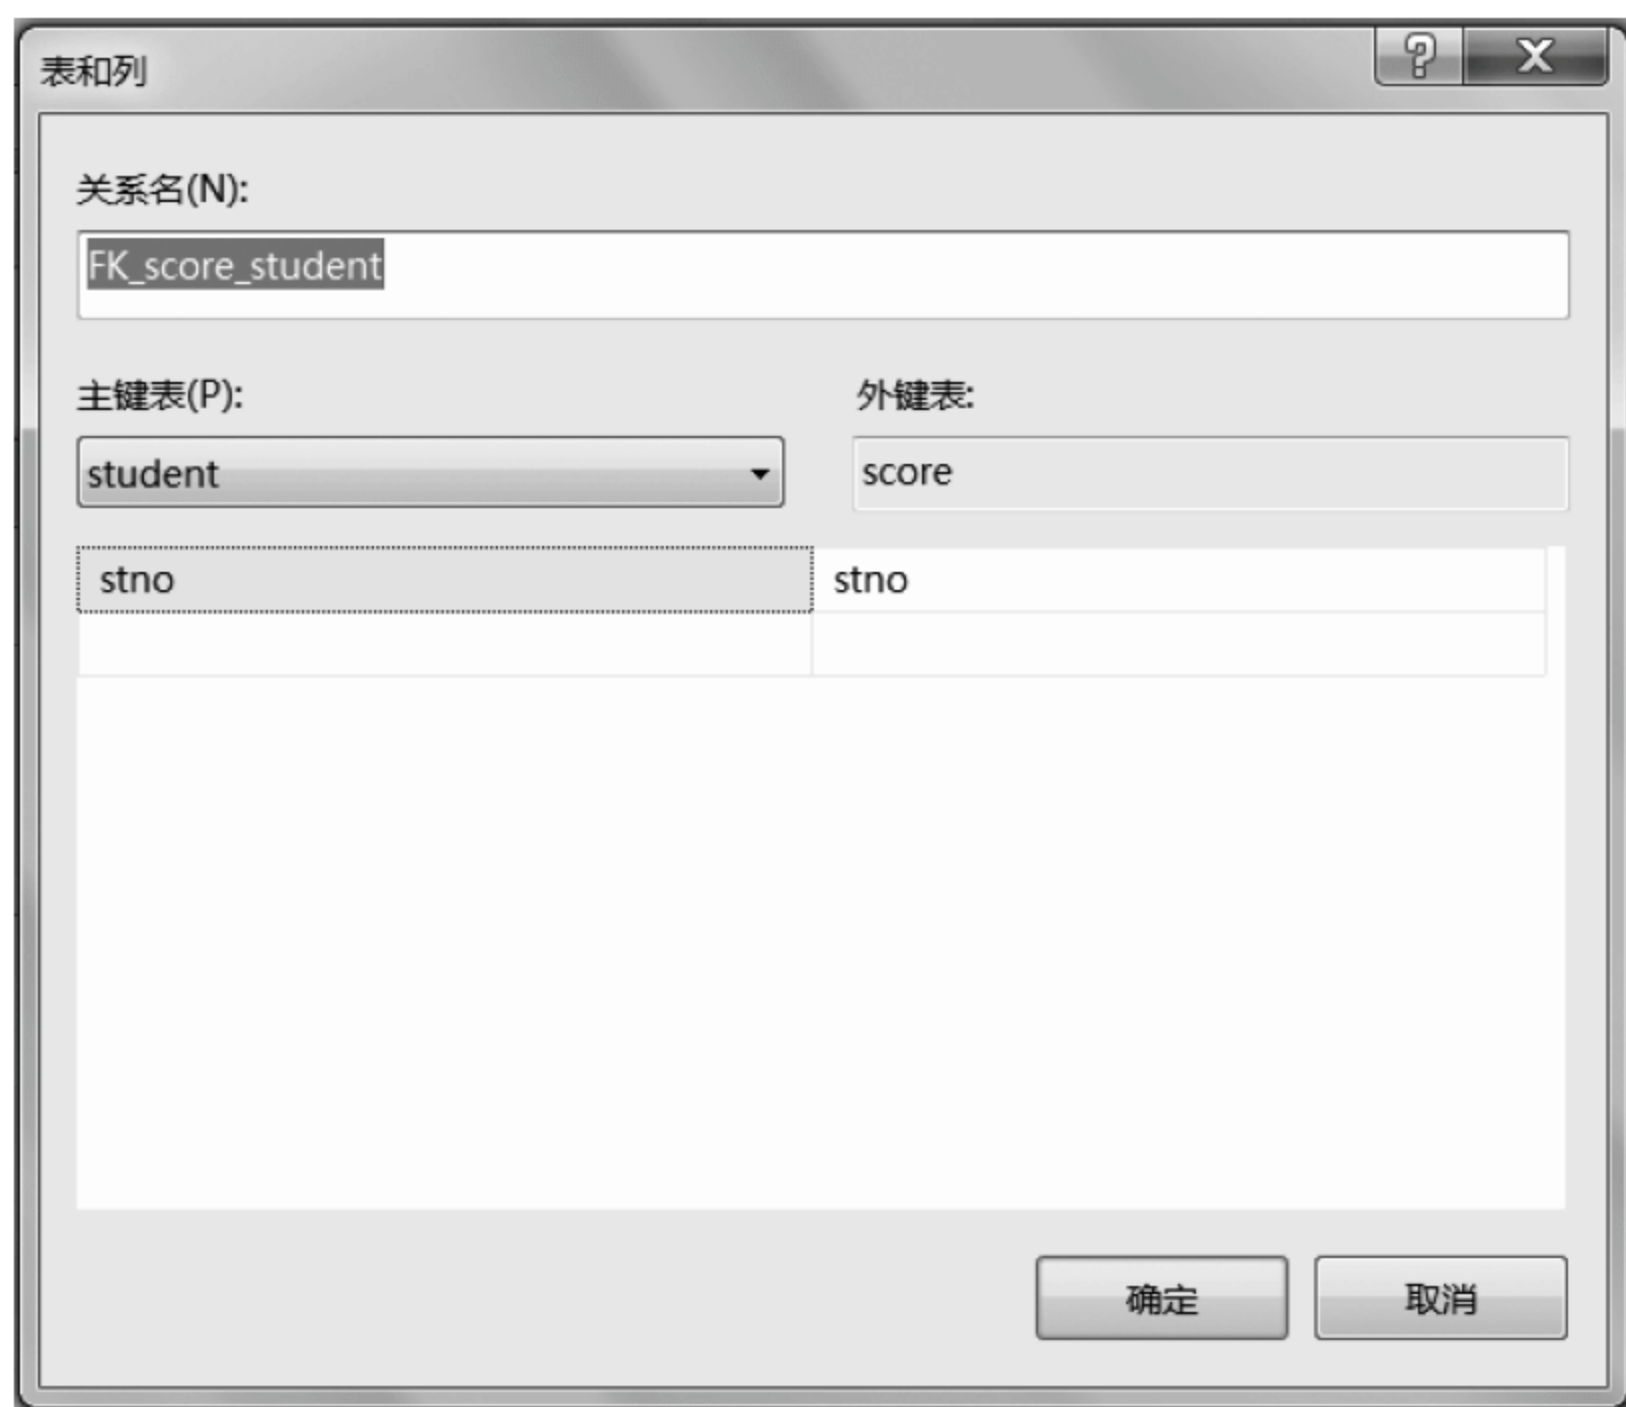 表和列
关系名(N):
FK_score_student
主键表(P): 外键表:
student score
stno stno
确定 取消